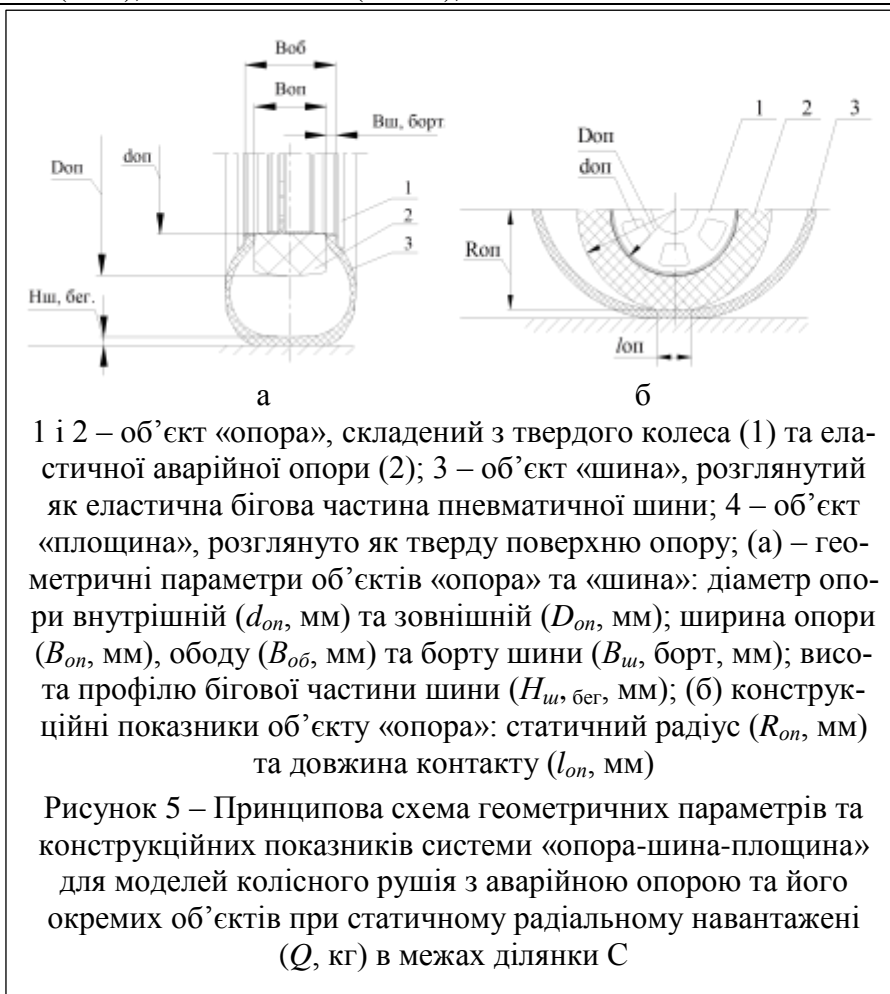 Воб
Воп
Вш, борт
Dоп
dоп
1
2
3
Нш, бег.
1
2
3
Dоп
dоп
Rоп
lоп
а
б
1 і 2 – об’єкт «опора», складений з твердого колеса (1) та ела-
стичної аварійної опори (2); 3 – об’єкт «шина», розглянутий
як еластична бігова частина пневматичної шини; 4 – об’єкт
«площина», розглянуто як тверду поверхню опору; (а) – гео-
метричні параметри об’єктів «опора» та «шина»: діаметр опо-
ри внутрішній (dоп, мм) та зовнішній (Dоп, мм); ширина опори
(Воп, мм), ободу (Воб, мм) та борту шини (Вш, борт, мм); висо-
та профілю бігової частини шини (Нш, бег, мм); (б) конструк-
ційні показники об’єкту «опора»: статичний радіус (Rоп, мм)
та довжина контакту (lоп, мм)
Рисунок 5 – Принципова схема геометричних параметрів та
конструкційних показників системи «опора-шина-площина»
для моделей колісного рушія з аварійною опорою та його
окремих об’єктів при статичному радіальному навантажені
(Q, кг) в межах ділянки С